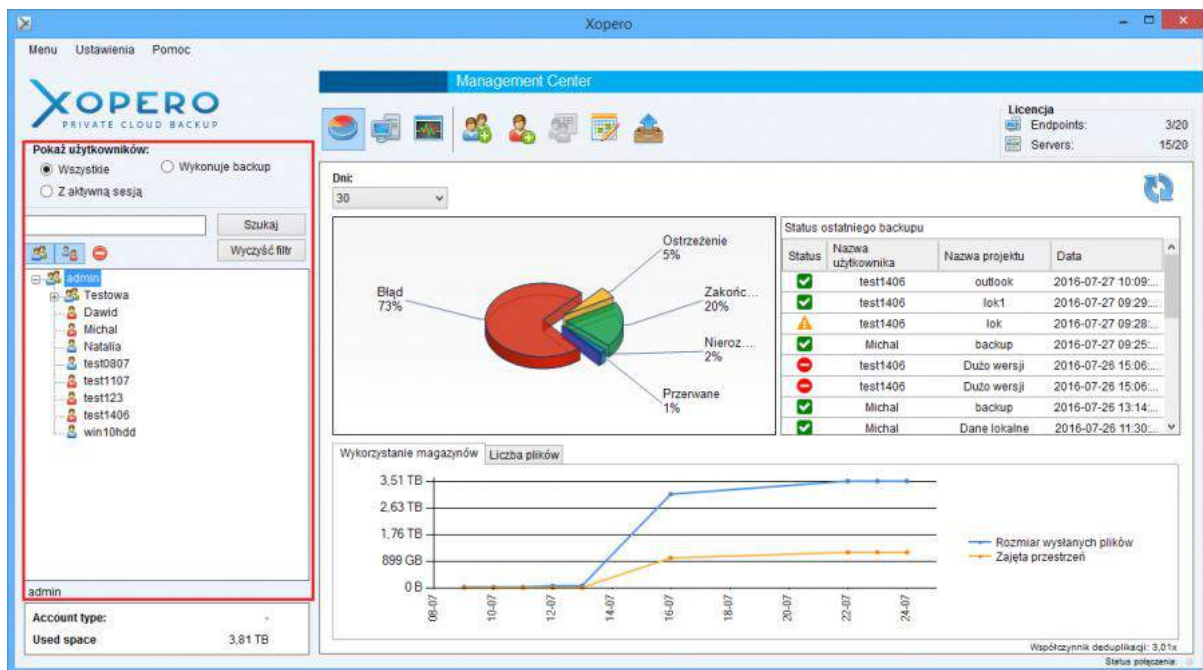 Xopero
Menu Ustawienia Pomoc
XOPERO
PRIVATE CLOUD BACKUP
Pokaż użytkowników:
Wszystkie Wykonuje backup
Z aktywną sesją
Szukaj
Wyczyść filtr
admin
Testowa
Dawid
Michal
Natalia
test0807
test1107
test123
test1406
win10hdd
admin
Account type: -
Used space 3,81 TB
Management Center
Licencja
Endpoints: 3/20
Servers: 15/20
Dni:
30
Ostrzeżenie
5%
Błąd
73%
Zakońc...
20%
Nieroz...
2%
Przerwane
1%
Status ostatniego backupu
Status Nazwa użytkownika Nazwa projektu Data
test1406 outlook 2016-07-27 10:09:...
test1406 lok1 2016-07-27 09:29:...
test1406 lok 2016-07-27 09:28:...
Michal backup 2016-07-27 09:25:...
test1406 Dużo wersji 2016-07-26 15:06:...
test1406 Dużo wersji 2016-07-26 15:06:...
Michal backup 2016-07-26 13:14:...
Michal Dane lokalne 2016-07-26 11:30:...
Wykorzystanie magazynów Liczba plików
3,51 TB
2,63 TB
1,76 TB
899 GB
0 B
08-07 10-07 12-07 14-07 16-07 18-07 20-07 22-07 24-07
Rozmiar wysłanych plików
Zajęta przestrzeń
Współczynnik deduplikacji: 3,01x
Status połączenia: